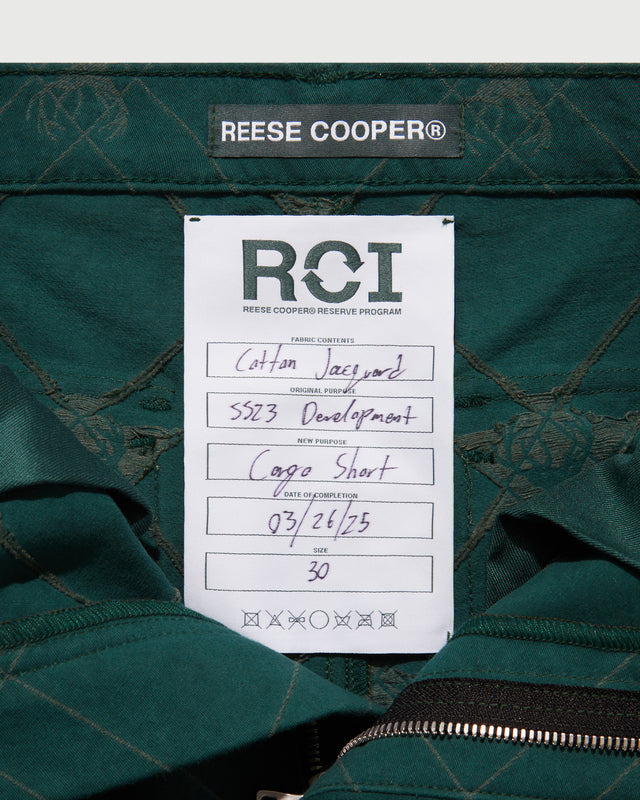 REESE COOPER®
RCI
REESE COOPER® RESERVE PROGRAM
FABRIC CONTENTS
Cotton Jacquard
ORIGINAL PURPOSE
SS23 Development
NEW PURPOSE
Cargo Short
DATE OF COMPLETION
03/26/25
SIZE
30